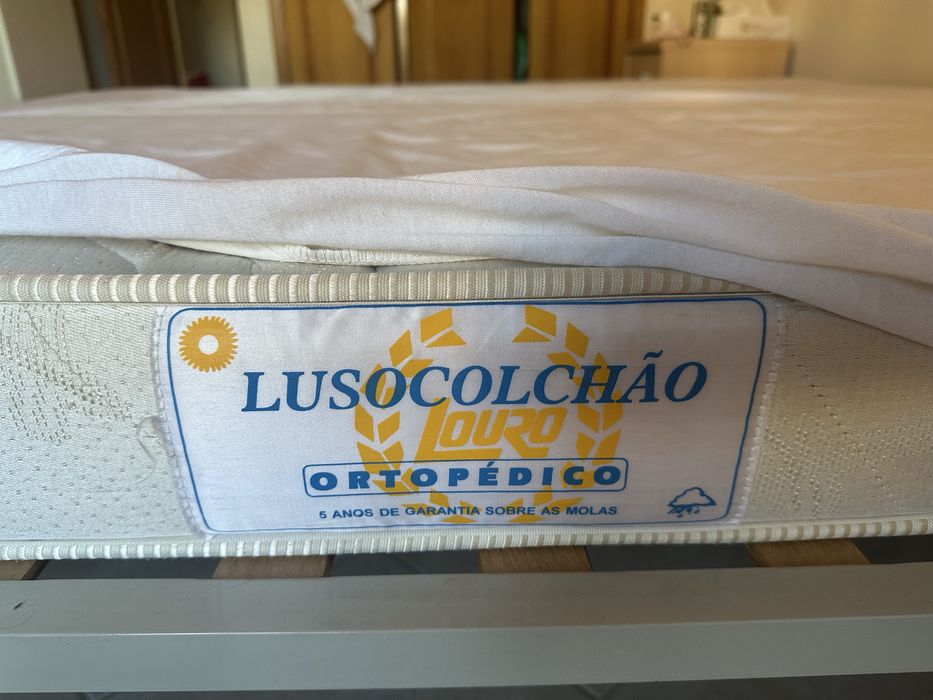 LUSOCOLCHÃO
LOURO
ORTOPÉDICO
5 ANOS DE GARANTIA SOBRE AS MOLAS